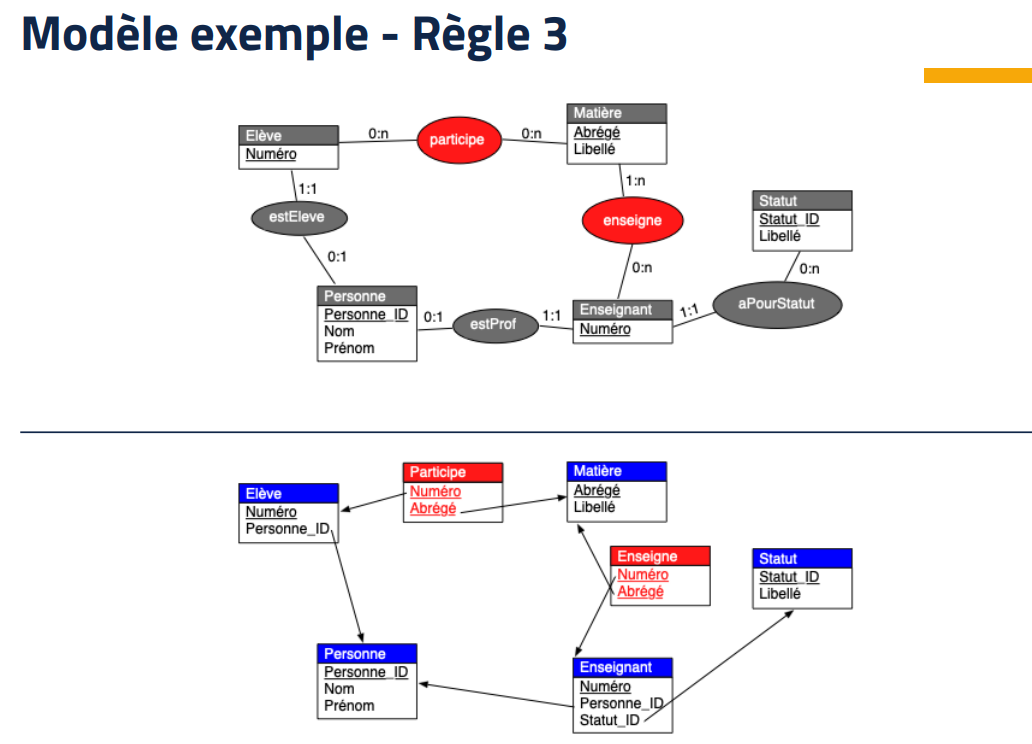 Modèle exemple - Règle 3
Elève
Numéro
0:n
participe
0:n
Matière
Abrégé
Libellé
1:1
estEleve
0:1
1:n
enseigne
0:n
Statut
Statut_ID
Libellé
0:n
aPourStatut
Personne
Personne_ID
Nom
Prénom
0:1
estProf
1:1
Enseignant
Numéro
1:1
Elève
Numéro
Personne_ID
Participe
Numéro
Abrégé
Matière
Abrégé
Libellé
Enseigne
Numéro
Abrégé
Statut
Statut_ID
Libellé
Personne
Personne_ID
Nom
Prénom
Enseignant
Numéro
Personne_ID
Statut_ID